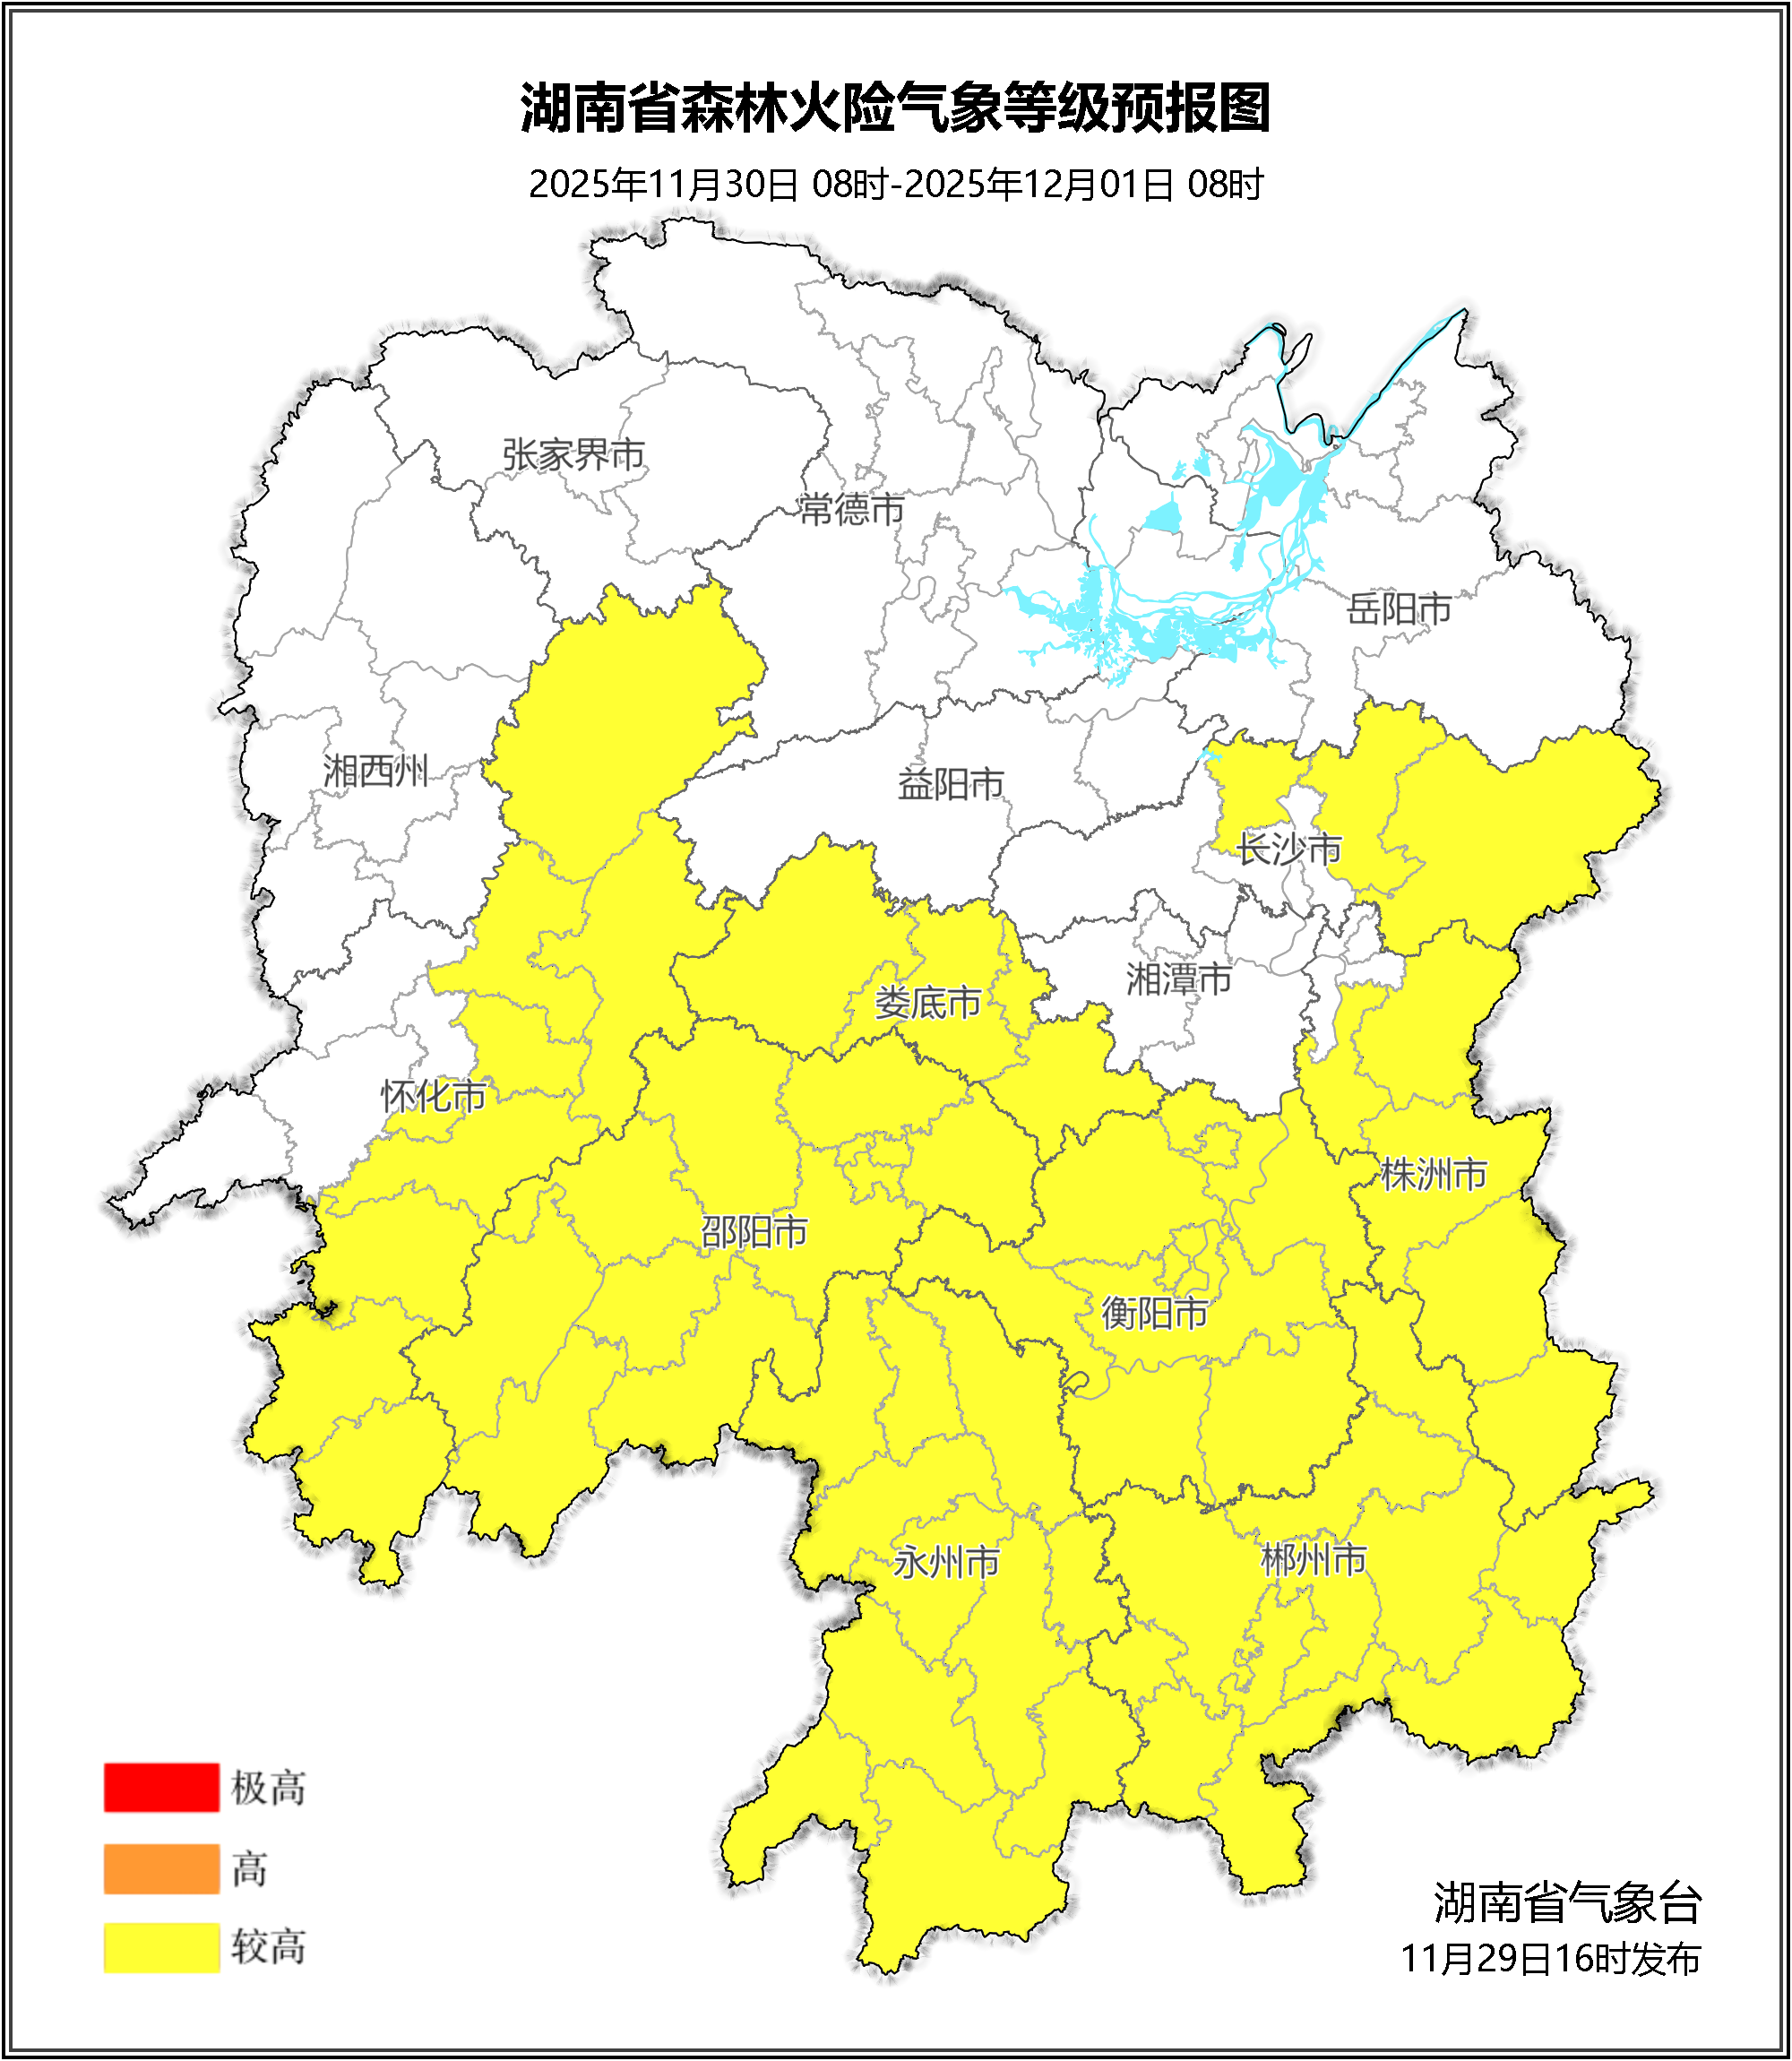 湖南省森林火险气象等级预报图
2025年11月30日 08时-2025年12月01日 08时
张家界市
常德市
岳阳市
湘西州
益阳市
长沙市
湘潭市
娄底市
怀化市
株洲市
邵阳市
衡阳市
永州市
郴州市
极高
高
较高
湖南省气象台
11月29日16时发布